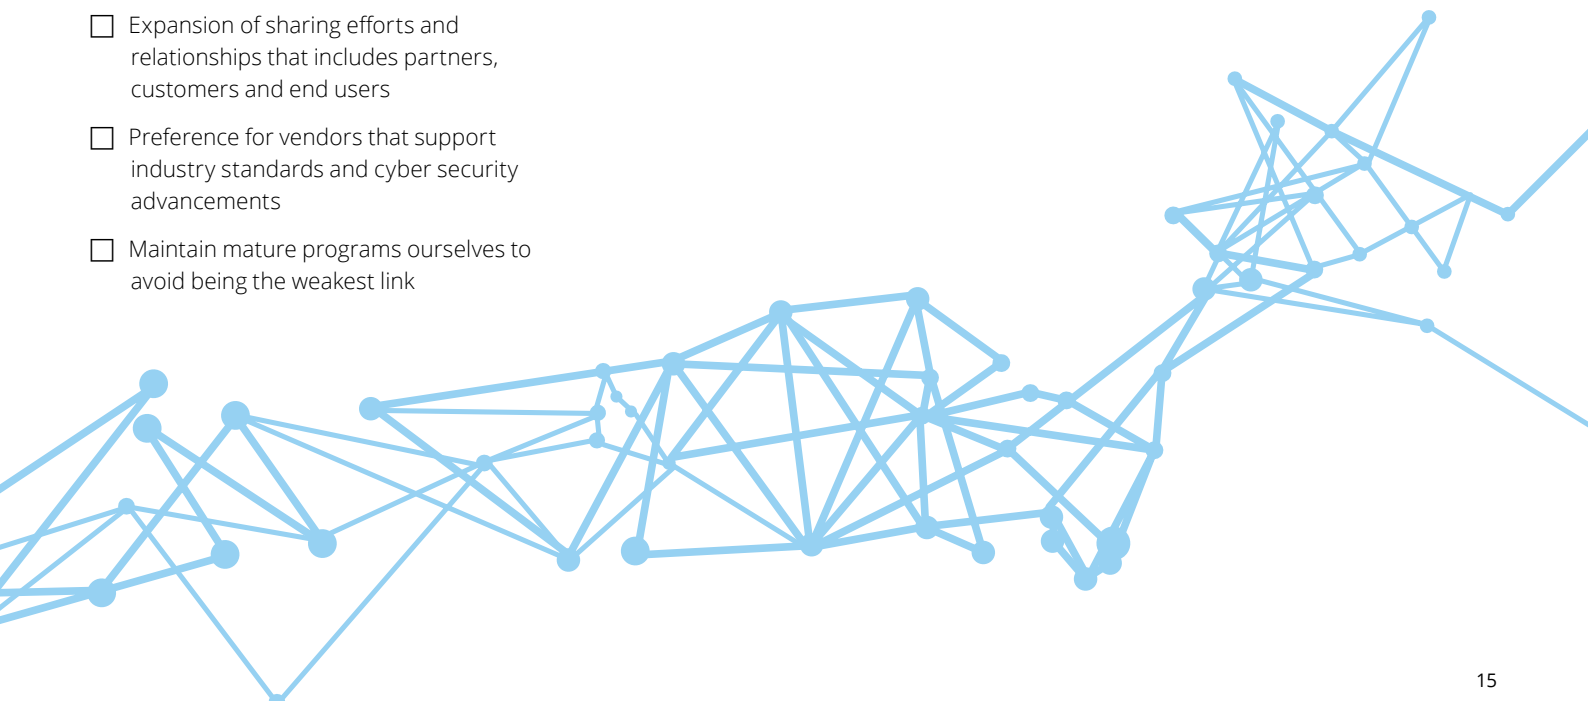 Expansion of sharing efforts and
relationships that includes partners,
customers and end users
Preference for vendors that support
industry standards and cyber security
advancements
Maintain mature programs ourselves to
avoid being the weakest link
15